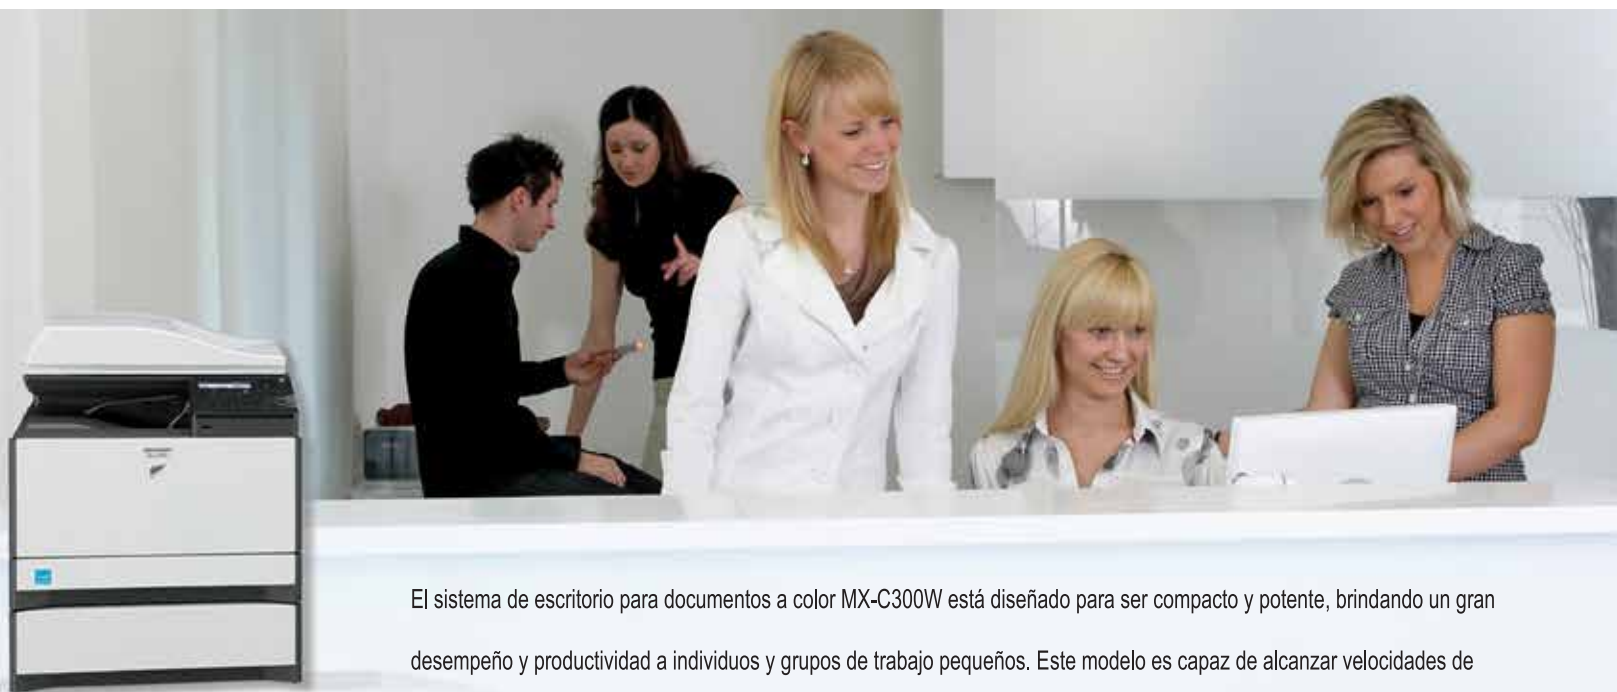 El sistema de escritorio para documentos a color MX-C300W está diseñado para ser compacto y potente, brindando un gran
desempeño y productividad a individuos y grupos de trabajo pequeños. Este modelo es capaz de alcanzar velocidades de